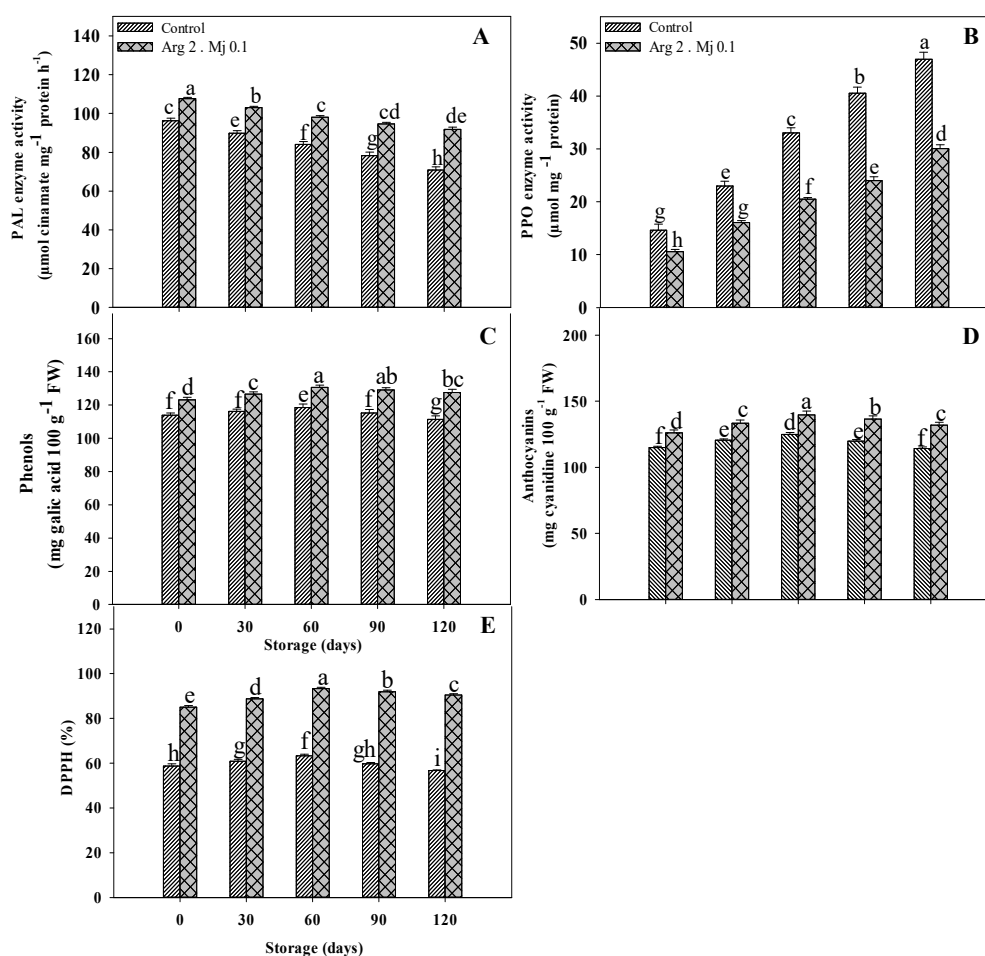 Control
Arg 2 . Mj 0.1
A
PAL enzyme activity
(µmol cinamate mg⁻¹ protein h⁻¹)
140
120
100
80
60
40
20
0
c a e b f c g cd h de
Control
Arg 2 . Mj 0.1
B
PPO enzyme activity
(µmol mg ⁻¹ protein)
50
40
30
20
10
0
g h e g c f b e a d
C
Phenols
(mg galic acid 100 g⁻¹ FW)
160
140
120
100
80
60
40
20
0
f d f c e a f ab g bc
0 30 60 90 120
Storage (days)
D
Anthocyanins
(mg cyanidine 100 g⁻¹ FW)
200
150
100
50
0
f d e c d a e b f c
E
DPPH (%)
120
100
80
60
40
20
0
h e g d f a gh b i c
0 30 60 90 120
Storage (days)